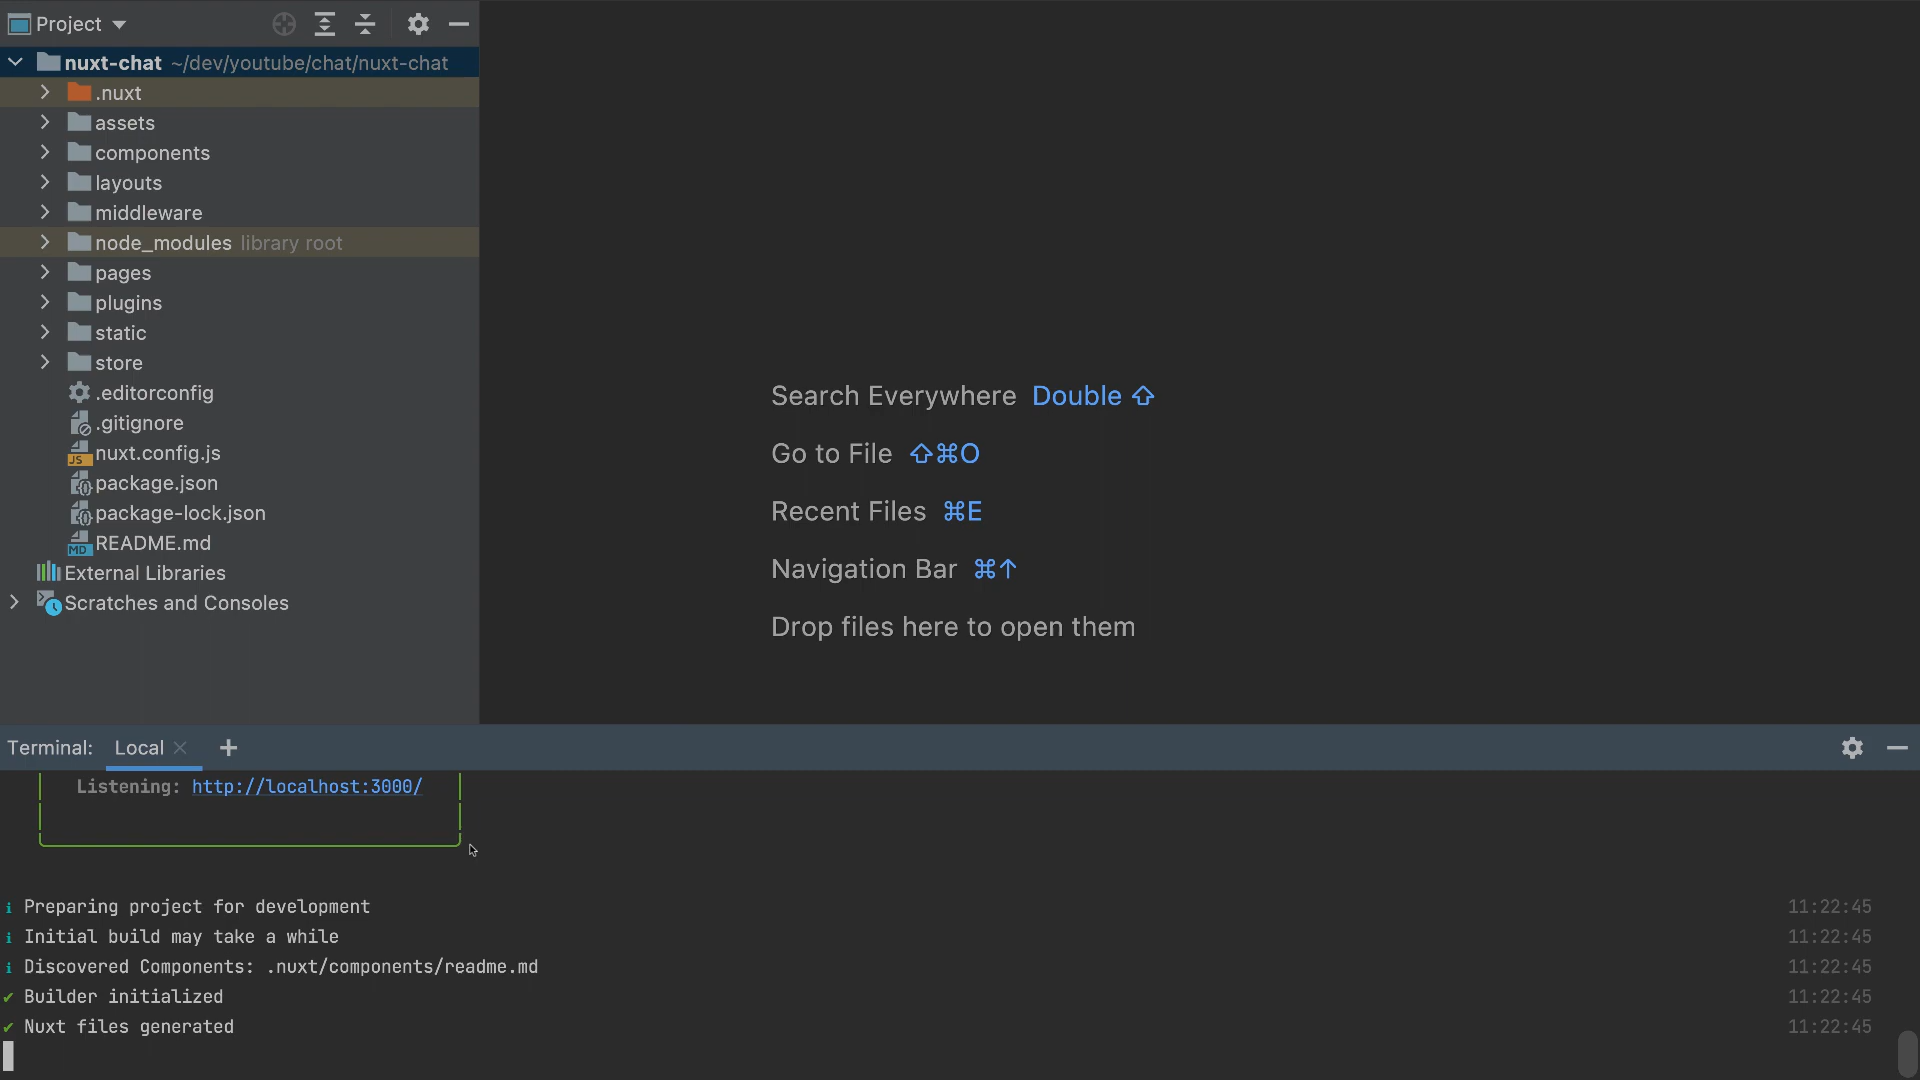 Project
nuxt-chat ~/dev/youtube/chat/nuxt-chat
.nuxt
assets
components
layouts
middleware
node_modules library root
pages
plugins
static
store
.editorconfig
.gitignore
JS nuxt.config.js
package.json
package-lock.json
MD README.md
External Libraries
Scratches and Consoles
Search Everywhere Double ⇧
Go to File ⇧⌘O
Recent Files ⌘E
Navigation Bar ⌘↑
Drop files here to open them
Terminal: Local × +
Listening: http://localhost:3000/
ℹ Preparing project for development 11:22:45
ℹ Initial build may take a while 11:22:45
ℹ Discovered Components: .nuxt/components/readme.md 11:22:45
✔ Builder initialized 11:22:45
✔ Nuxt files generated 11:22:45